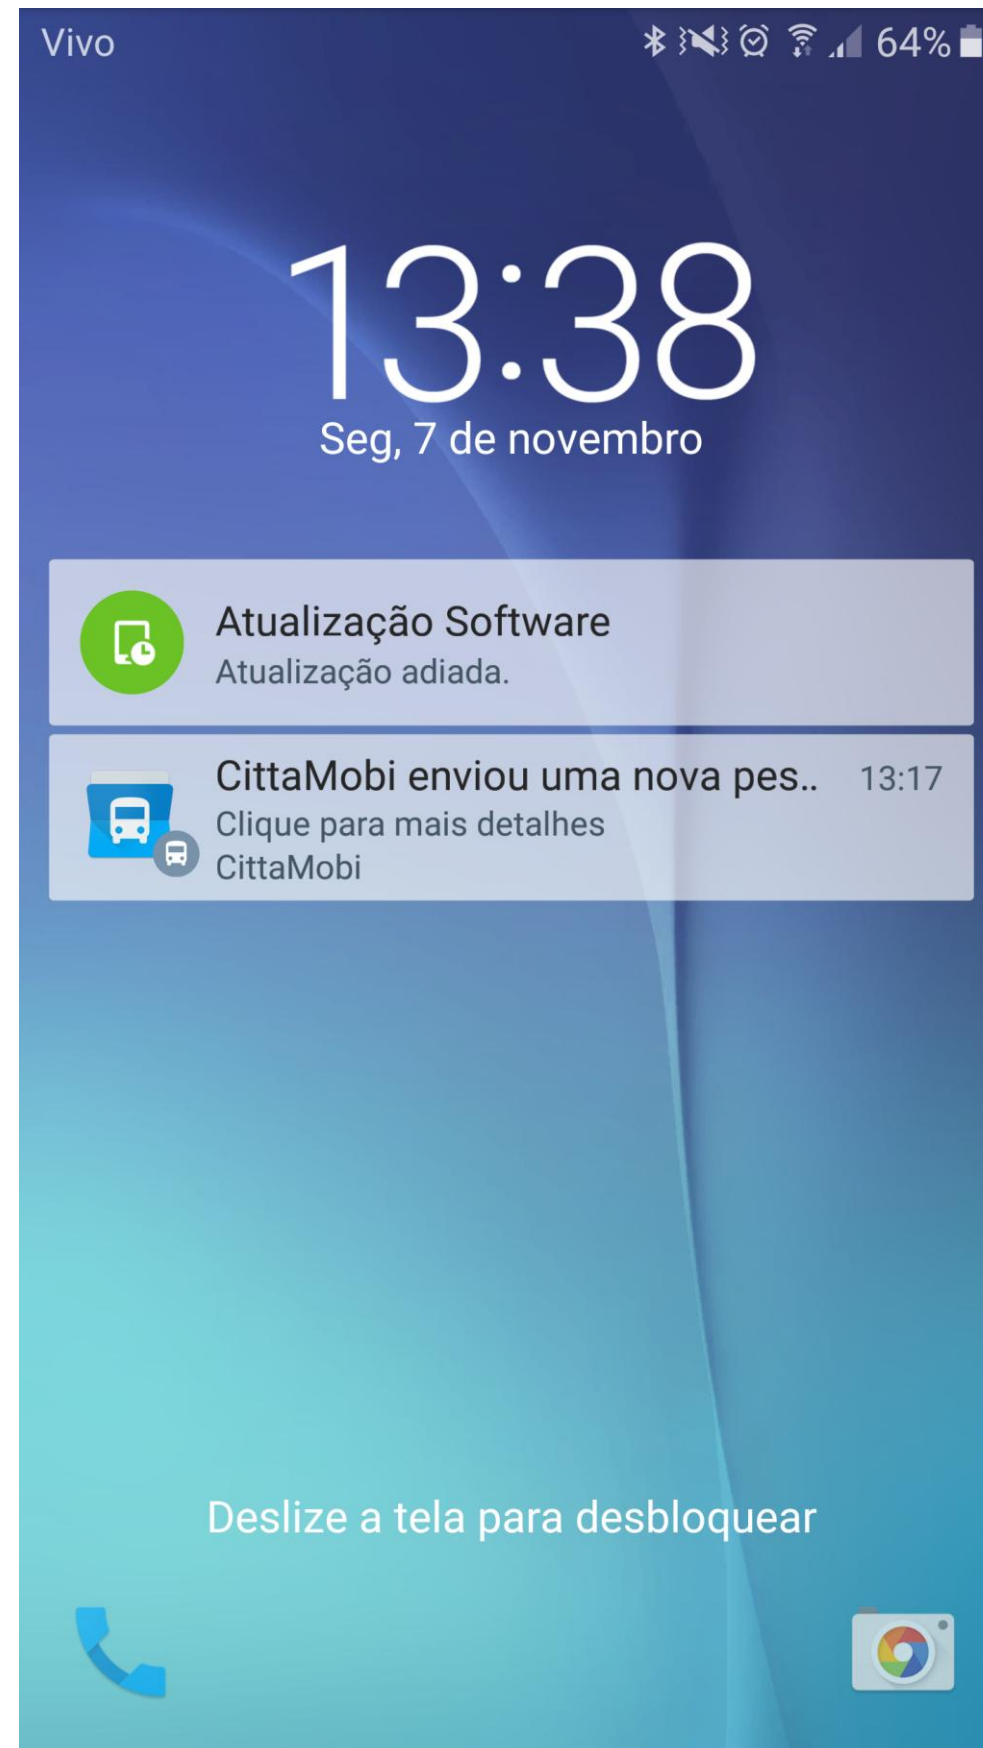 Vivo 64%
13:38
Seg, 7 de novembro
Atualização Software
Atualização adiada.
CittaMobi enviou uma nova pes.. 13:17
Clique para mais detalhes
CittaMobi
Deslize a tela para desbloquear